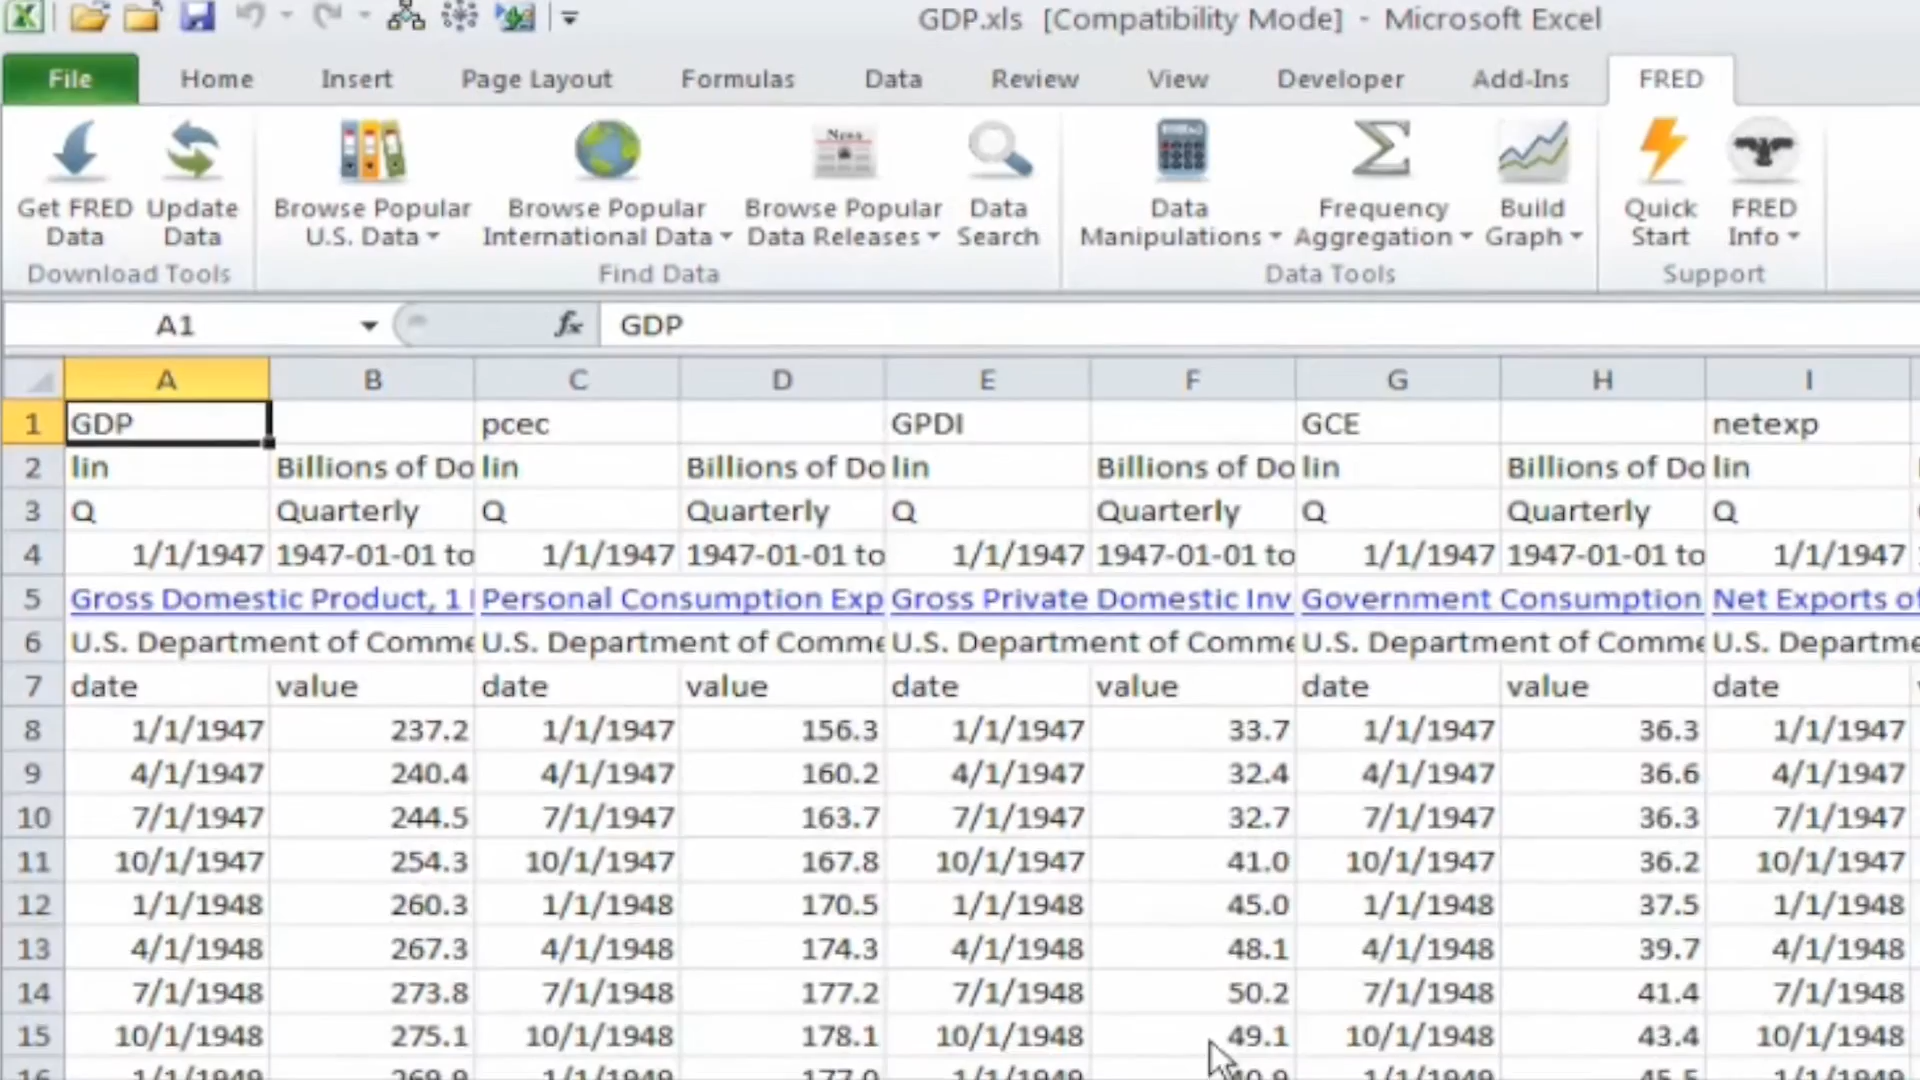 GDP.xls [Compatibility Mode] - Microsoft Excel
File Home Insert Page Layout Formulas Data Review View Developer Add-Ins FRED
Get FRED Data Update Data Browse Popular U.S. Data Browse Popular International Data News Browse Popular Data Releases Data Search Data Manipulations Frequency Aggregation Build Graph Quick Start FRED Info
Download Tools Find Data Data Tools Support
A1 fx GDP
A B C D E F G H I
1 GDP pcec GPDI GCE netexp
2 lin Billions of Do lin Billions of Do lin Billions of Do lin Billions of Do lin
3 Q Quarterly Q Quarterly Q Quarterly Q Quarterly Q
4 1/1/1947 1947-01-01 to 1/1/1947 1947-01-01 to 1/1/1947 1947-01-01 to 1/1/1947 1947-01-01 to 1/1/1947
5 Gross Domestic Product, 1 Personal Consumption Exp Gross Private Domestic Inv Government Consumption Net Exports of
6 U.S. Department of Comme U.S. Department of Comme U.S. Department of Comme U.S. Department of Comme U.S. Departme
7 date value date value date value date value date
8 1/1/1947 237.2 1/1/1947 156.3 1/1/1947 33.7 1/1/1947 36.3 1/1/1947
9 4/1/1947 240.4 4/1/1947 160.2 4/1/1947 32.4 4/1/1947 36.6 4/1/1947
10 7/1/1947 244.5 7/1/1947 163.7 7/1/1947 32.7 7/1/1947 36.3 7/1/1947
11 10/1/1947 254.3 10/1/1947 167.8 10/1/1947 41.0 10/1/1947 36.2 10/1/1947
12 1/1/1948 260.3 1/1/1948 170.5 1/1/1948 45.0 1/1/1948 37.5 1/1/1948
13 4/1/1948 267.3 4/1/1948 174.3 4/1/1948 48.1 4/1/1948 39.7 4/1/1948
14 7/1/1948 273.8 7/1/1948 177.2 7/1/1948 50.2 7/1/1948 41.4 7/1/1948
15 10/1/1948 275.1 10/1/1948 178.1 10/1/1948 49.1 10/1/1948 43.4 10/1/1948